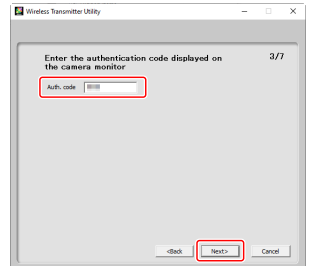 Wireless Transmitter Utility
Enter the authentication code displayed on 3/7
the camera monitor
Auth. code
<Back Next> Cancel